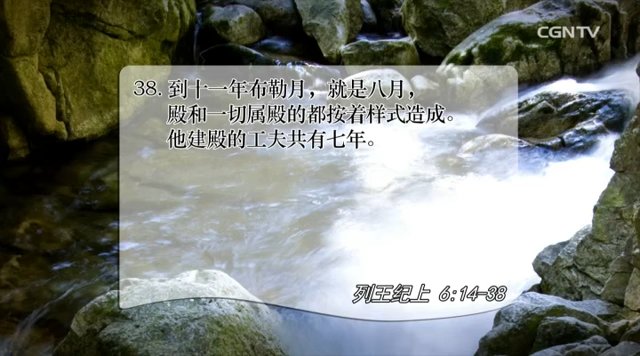 CGNTV
38. 到十一年布勒月，就是八月，
殿和一切属殿的都按着样式造成。
他建殿的工夫共有七年。
列王纪上 6:14-38